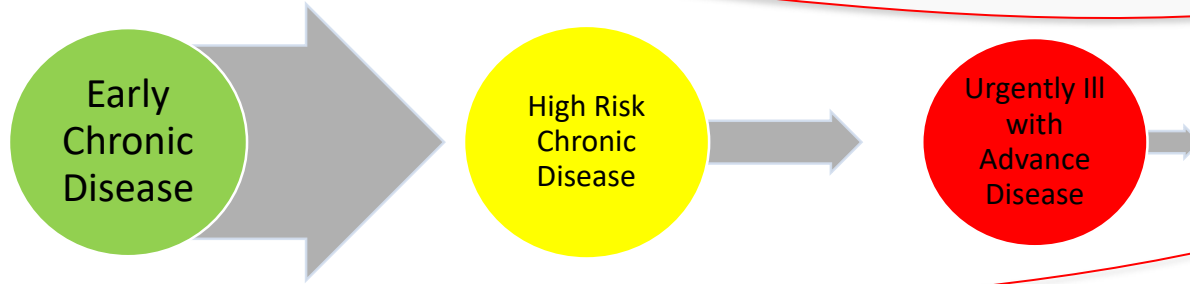 Early
Chronic
Disease
High Risk
Chronic
Disease
Urgently Ill
with
Advance
Disease